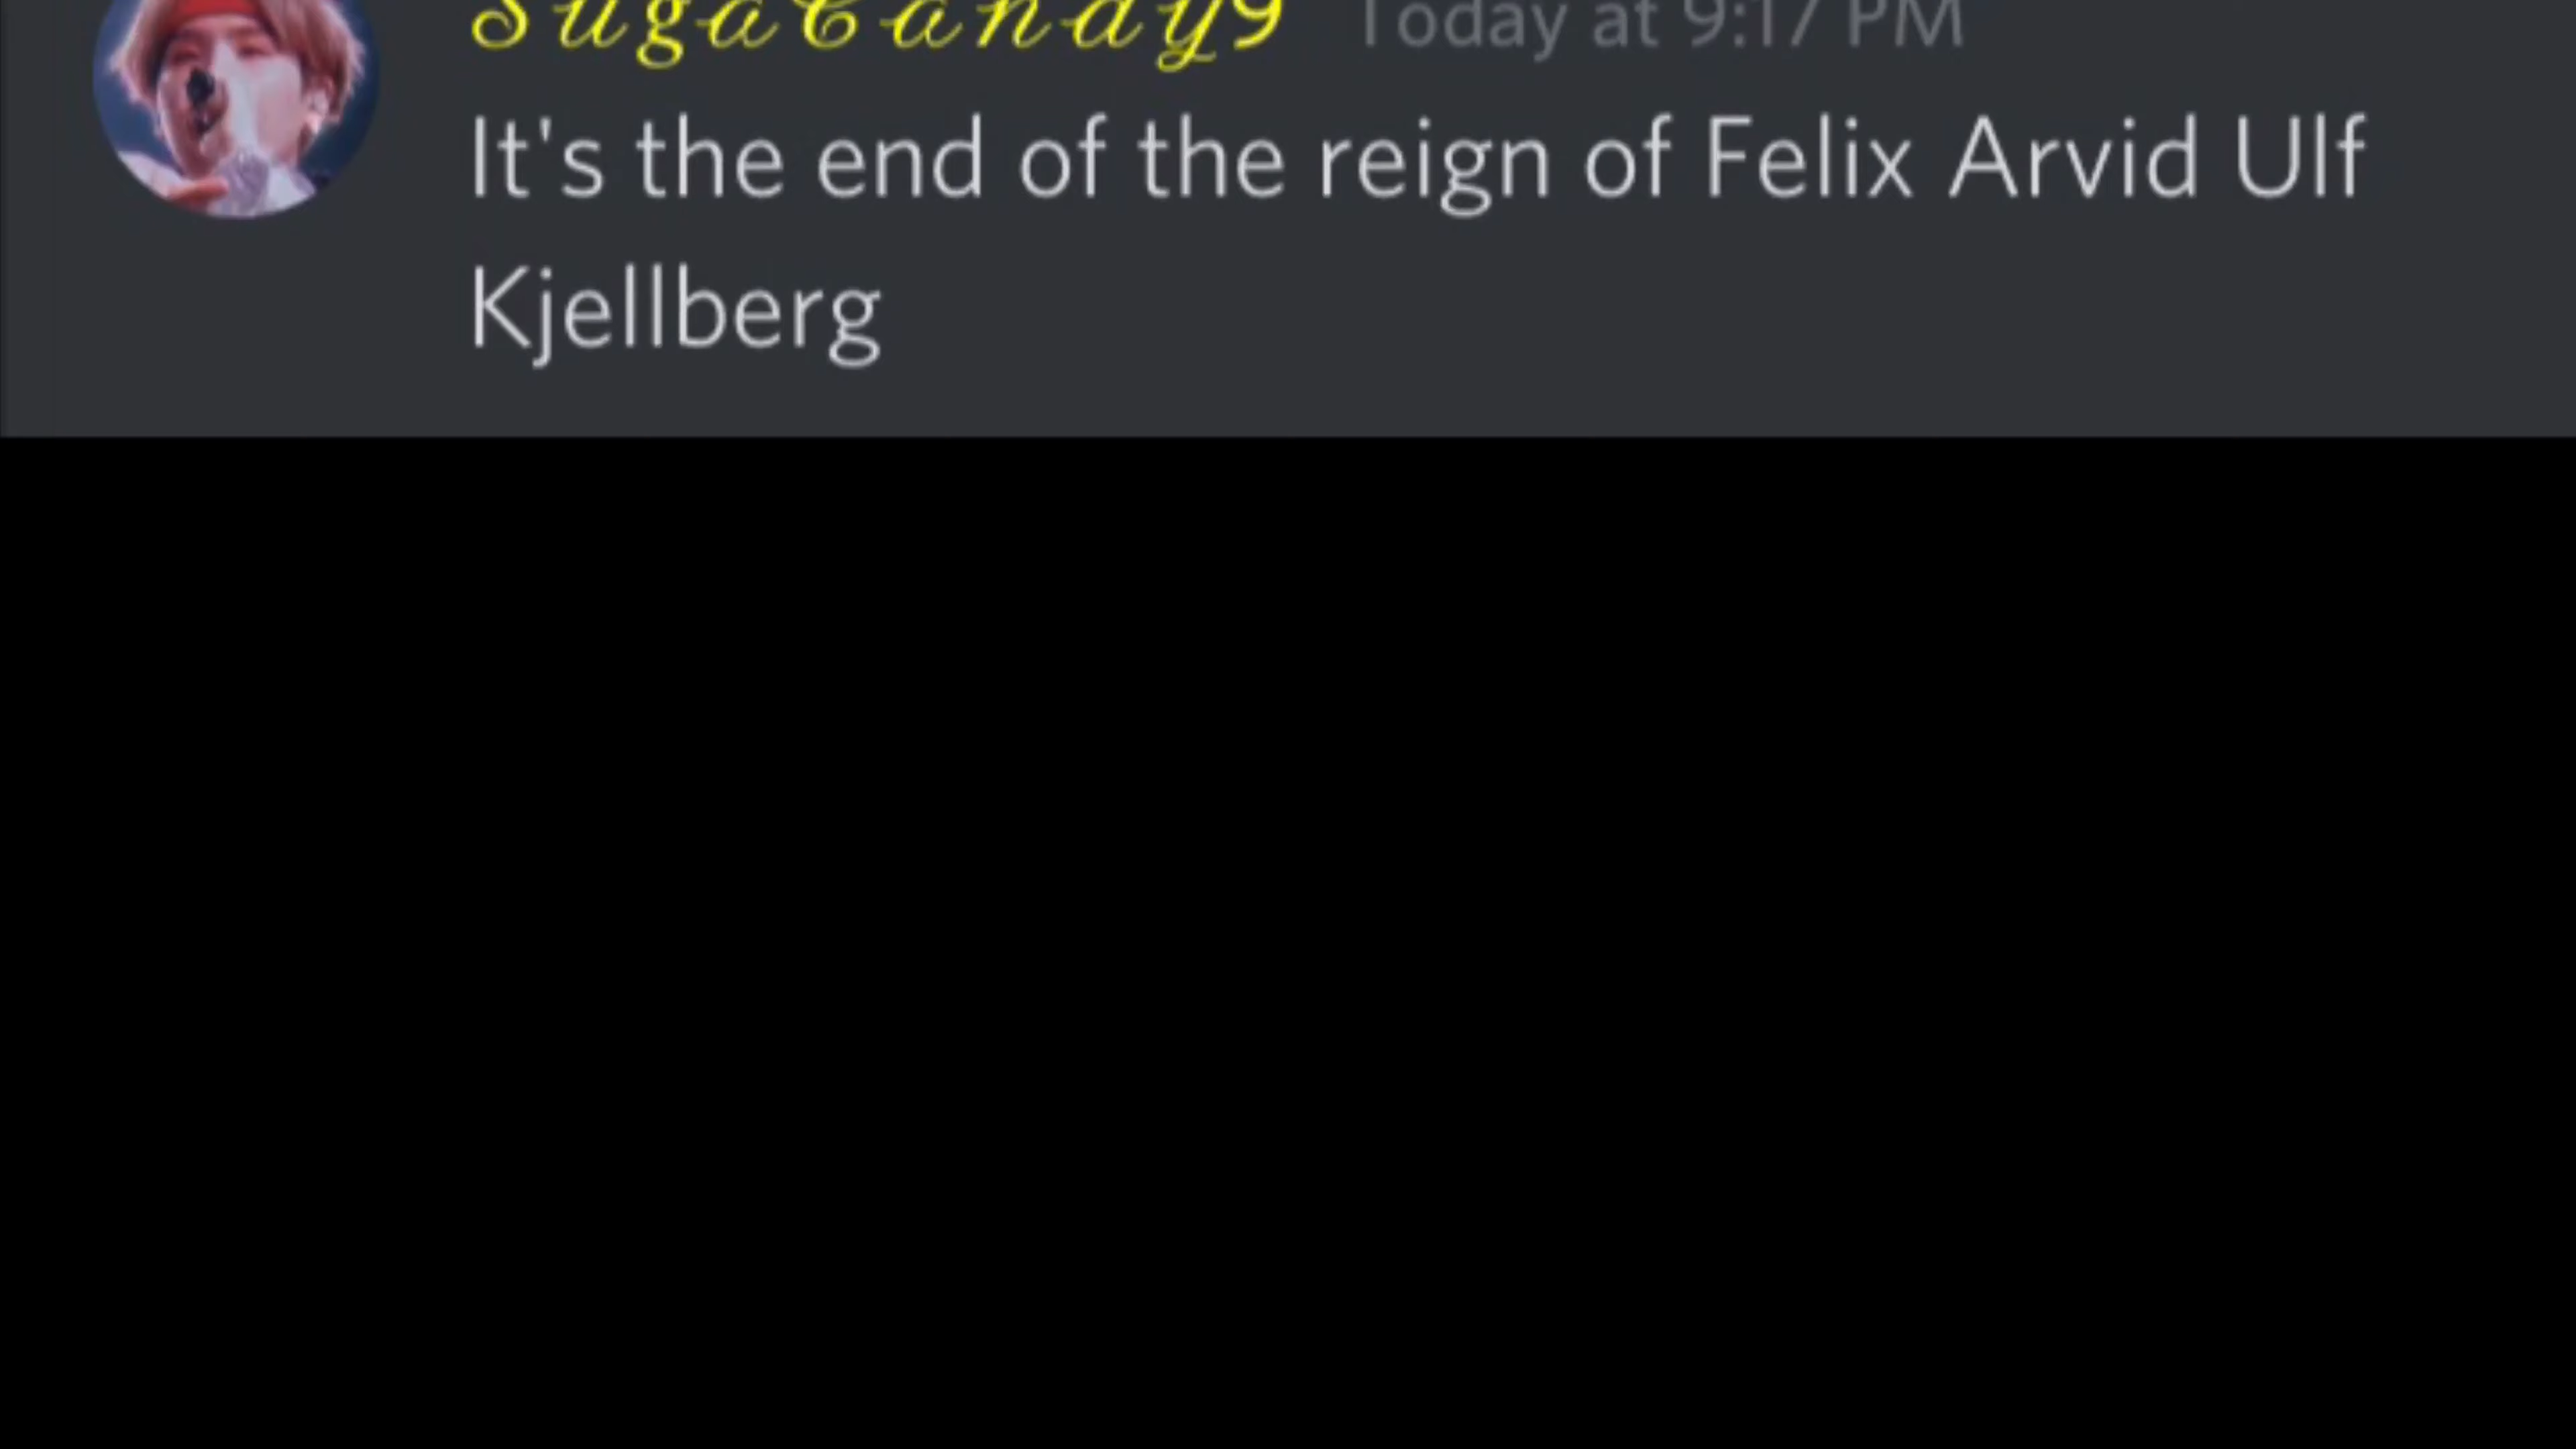 SugaCandy9 Today at 9:17 PM
It's the end of the reign of Felix Arvid Ulf
Kjellberg